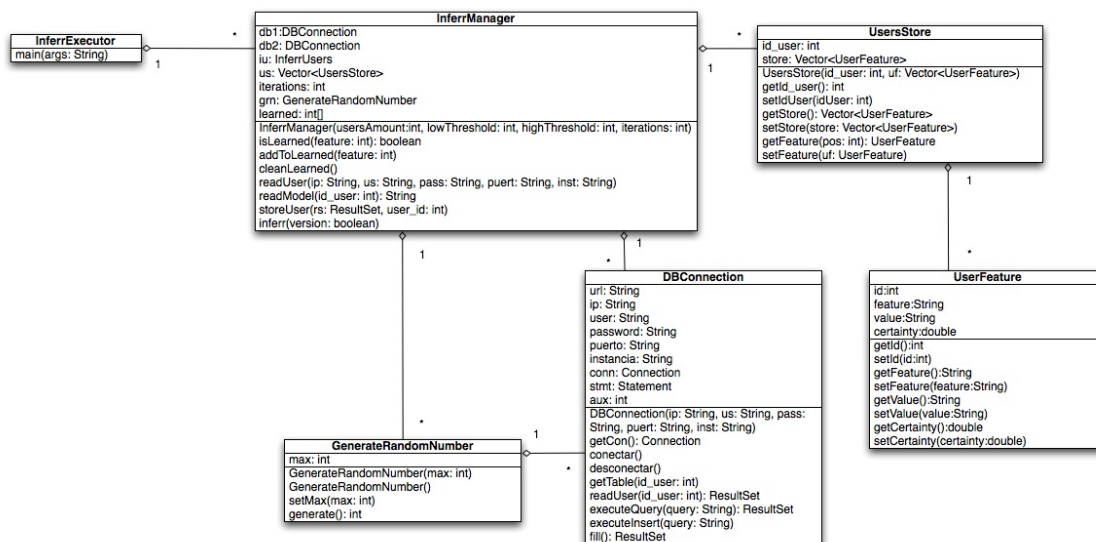 InferrExecutor
main(args: String)
1
*
InferrManager
db1:DBConnection
db2: DBConnection
iu: InferrUsers
us: Vector<UsersStore>
iterations: int
grn: GenerateRandomNumber
learned: int[]
InferrManager(usersAmount:int, lowThreshold: int, highThreshold: int, iterations: int)
isLearned(feature: int): boolean
addToLearned(feature: int)
cleanLearned()
readUser(ip: String, us: String, pass: String, puert: String, inst: String)
readModel(id_user: int): String
storeUser(rs: ResultSet, user_id: int)
inferr(version: boolean)
1
*
UsersStore
id_user: int
store: Vector<UserFeature>
UsersStore(id_user: int, uf: Vector<UserFeature>)
getId_user(): int
setIdUser(idUser: int)
getStore(): Vector<UserFeature>
setStore(store: Vector<UserFeature>)
getFeature(pos: int): UserFeature
setFeature(uf: UserFeature)
1
*
1
*
1
*
DBConnection
url: String
ip: String
user: String
password: String
puerto: String
instancia: String
conn: Connection
stmt: Statement
aux: int
DBConnection(ip: String, us: String, pass:
String, puert: String, inst: String)
getCon(): Connection
conectar()
desconectar()
getTable(id_user: int)
readUser(id_user: int): ResultSet
executeQuery(query: String): ResultSet
executeInsert(query: String)
fill(): ResultSet
UserFeature
id:int
feature:String
value:String
certainty:double
getId():int
setId(id:int)
getFeature():String
setFeature(feature:String)
getValue():String
setValue(value:String)
getCertainty():double
setCertainty(certainty:double)
GenerateRandomNumber
max: int
GenerateRandomNumber(max: int)
GenerateRandomNumber()
setMax(max: int)
generate(): int
1
*